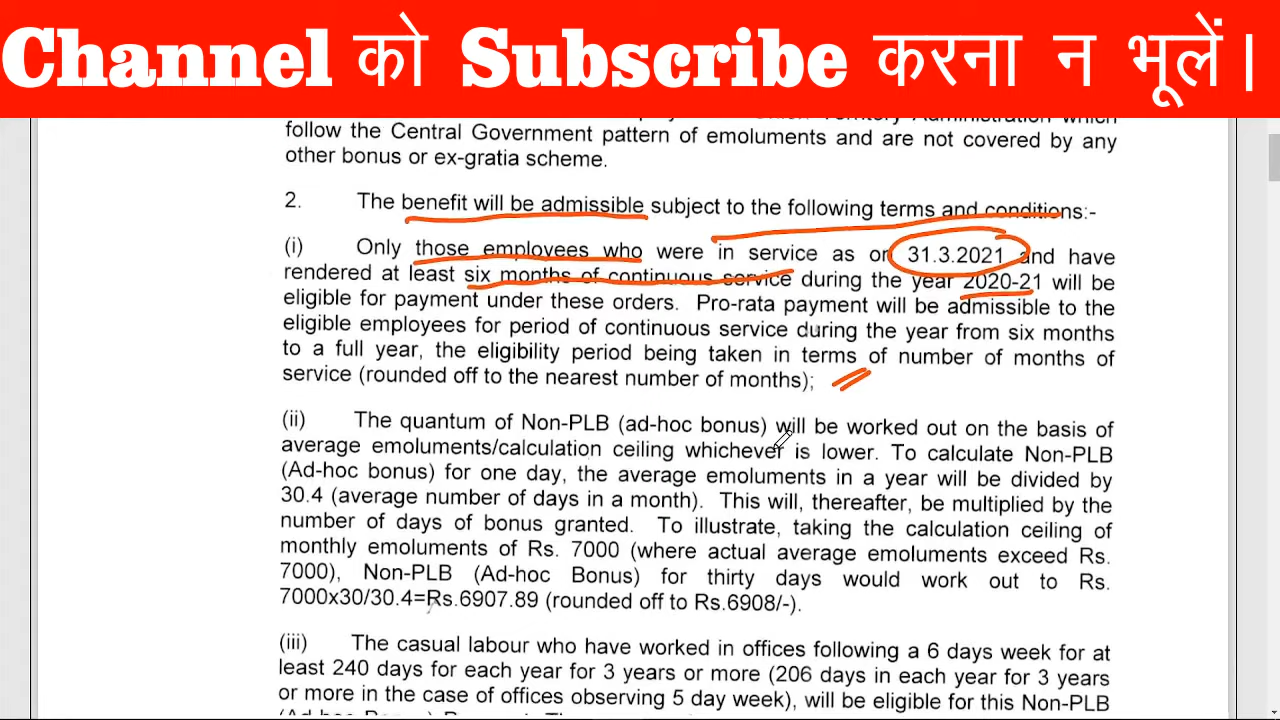 Channel को Subscribe करना न भूलें।
Territory Administration which
follow the Central Government pattern of emoluments and are not covered by any
other bonus or ex-gratia scheme.
2. The benefit will be admissible subject to the following terms and conditions:-
(i) Only those employees who were in service as on 31.3.2021 and have
rendered at least six months of continuous service during the year 2020-21 will be
eligible for payment under these orders. Pro-rata payment will be admissible to the
eligible employees for period of continuous service during the year from six months
to a full year, the eligibility period being taken in terms of number of months of
service (rounded off to the nearest number of months);
(ii) The quantum of Non-PLB (ad-hoc bonus) will be worked out on the basis of
average emoluments/calculation ceiling whichever is lower. To calculate Non-PLB
(Ad-hoc bonus) for one day, the average emoluments in a year will be divided by
30.4 (average number of days in a month). This will, thereafter, be multiplied by the
number of days of bonus granted. To illustrate, taking the calculation ceiling of
monthly emoluments of Rs. 7000 (where actual average emoluments exceed Rs.
7000), Non-PLB (Ad-hoc Bonus) for thirty days would work out to Rs.
7000x30/30.4=Rs.6907.89 (rounded off to Rs.6908/-).
(iii) The casual labour who have worked in offices following a 6 days week for at
least 240 days for each year for 3 years or more (206 days in each year for 3 years
or more in the case of offices observing 5 day week), will be eligible for this Non-PLB